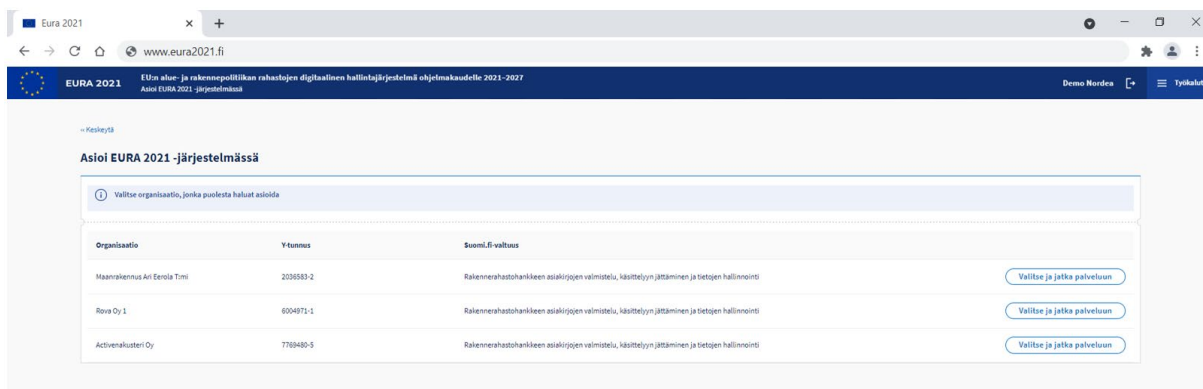 Eura 2021
www.eura2021.fi
EURA 2021
EU:n alue- ja rakennepolitiikan rahastojen digitaalinen hallintajärjestelmä ohjelmakaudelle 2021-2027
Asioi EURA 2021 -järjestelmässä
Demo Nordea
Työkalut
‹‹ Keskeytä
Asioi EURA 2021 -järjestelmässä
Valitse organisaatio, jonka puolesta haluat asioida
Organisaatio Y-tunnus Suomi.fi-valtuus
Maanrakennus Ari Eerola T:mi 2036583-2 Rakennerahastohankkeen asiakirjojen valmistelu, käsittelyyn jättäminen ja tietojen hallinnointi Valitse ja jatka palveluun
Rova Oy 1 6004971-1 Rakennerahastohankkeen asiakirjojen valmistelu, käsittelyyn jättäminen ja tietojen hallinnointi Valitse ja jatka palveluun
Activenakusteri Oy 7769480-5 Rakennerahastohankkeen asiakirjojen valmistelu, käsittelyyn jättäminen ja tietojen hallinnointi Valitse ja jatka palveluun